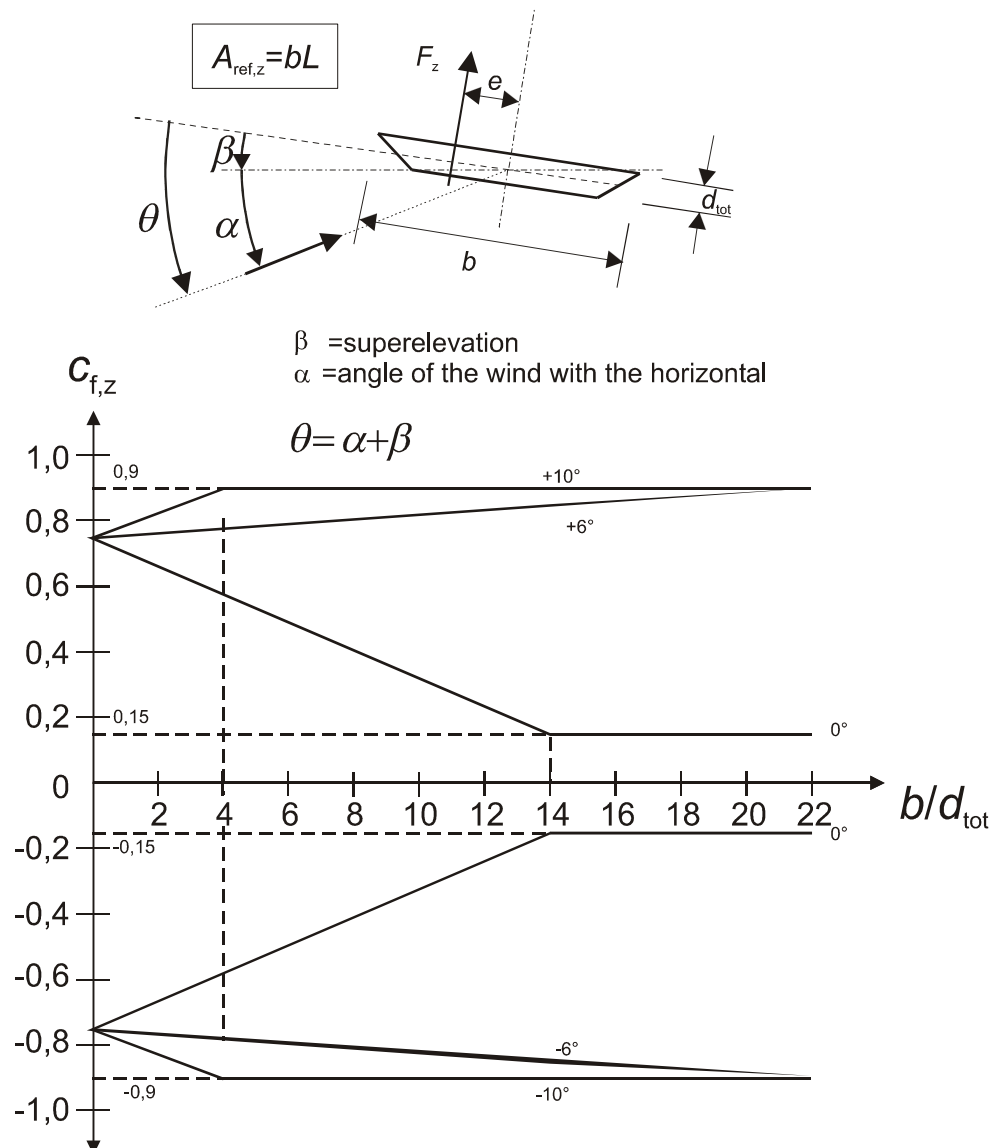 A_ref,z=bL
F_z
e
β
θ
α
b
d_tot
β =superelevation
α =angle of the wind with the horizontal
θ=α+β
c_f,z
1,0
0,9
+10°
0,8
+6°
0,6
0,4
0,2
0,15
0°
0
2 4 6 8 10 12 14 16 18 20 22
b/d_tot
-0,15
0°
-0,2
-0,4
-0,6
-0,8
-6°
-0,9
-10°
-1,0